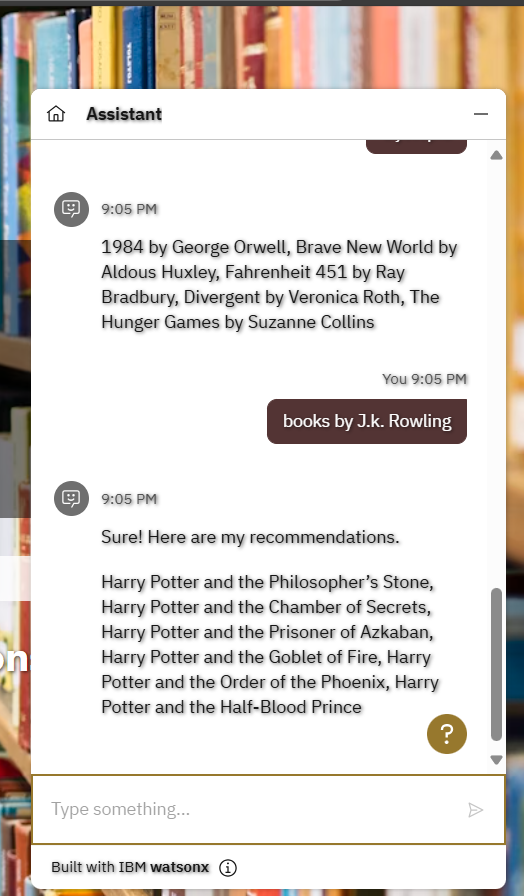 Assistant
9:05 PM
1984 by George Orwell, Brave New World by
Aldous Huxley, Fahrenheit 451 by Ray
Bradbury, Divergent by Veronica Roth, The
Hunger Games by Suzanne Collins
You 9:05 PM
books by J.k. Rowling
9:05 PM
Sure! Here are my recommendations.
Harry Potter and the Philosopher’s Stone,
Harry Potter and the Chamber of Secrets,
Harry Potter and the Prisoner of Azkaban,
Harry Potter and the Goblet of Fire, Harry
Potter and the Order of the Phoenix, Harry
Potter and the Half-Blood Prince
?
Type something...
Built with IBM watsonx